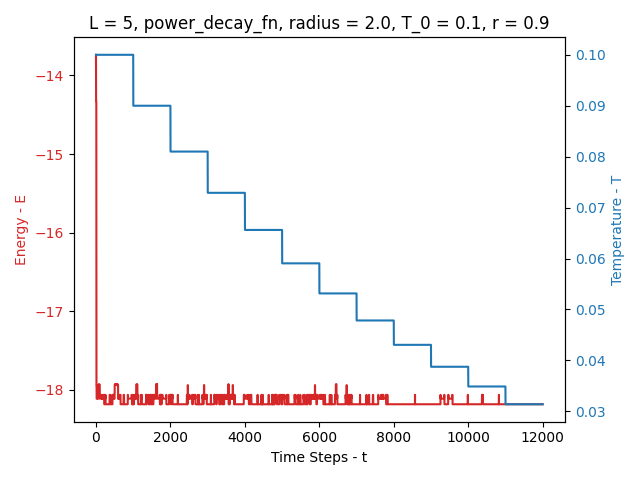 L = 5, power_decay_fn, radius = 2.0, T_0 = 0.1, r = 0.9
−14
−15
−16
−17
−18
Energy - E
0.10
0.09
0.08
0.07
0.06
0.05
0.04
0.03
Temperature - T
0 2000 4000 6000 8000 10000 12000
Time Steps - t